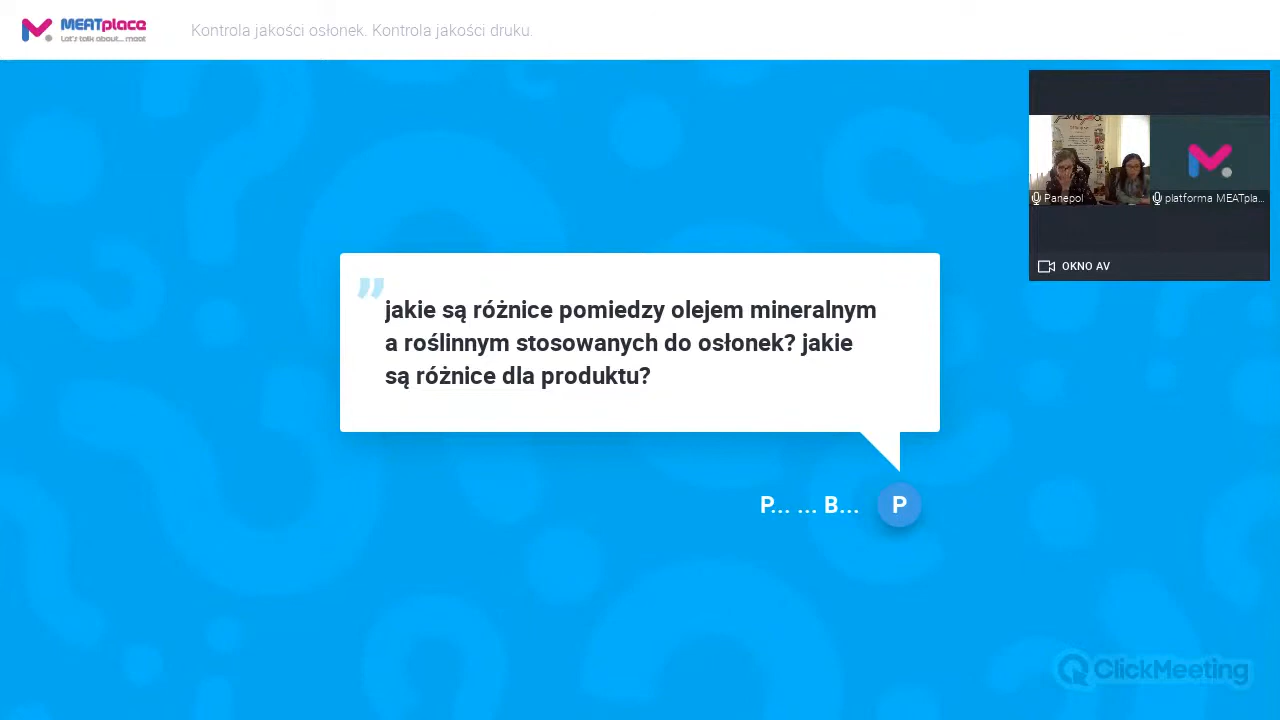 MEATplace
Let's talk about... meat
Kontrola jakości osłonek. Kontrola jakości druku.
Panepol
platforma MEATpla...
OKNO AV
jakie są różnice pomiedzy olejem mineralnym
a roślinnym stosowanych do osłonek? jakie
są różnice dla produktu?
P... ... B...
P
ClickMeeting